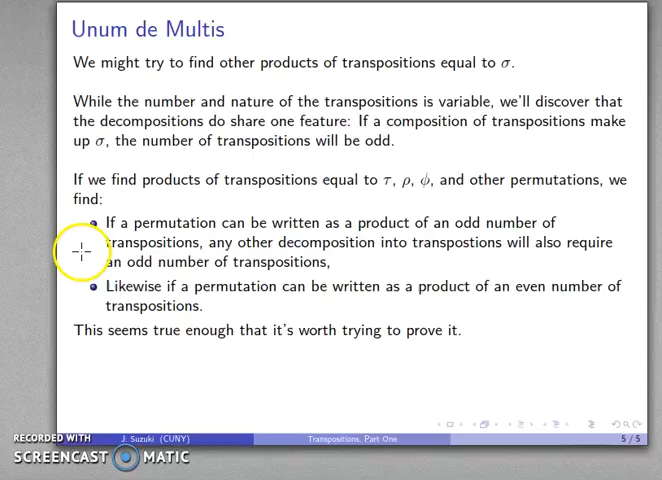 Unum de Multis
We might try to find other products of transpositions equal to σ.
While the number and nature of the transpositions is variable, we'll discover that
the decompositions do share one feature: If a composition of transpositions make
up σ, the number of transpositions will be odd.
If we find products of transpositions equal to τ, ρ, ϕ, and other permutations, we
find:
If a permutation can be written as a product of an odd number of
transpositions, any other decomposition into transpostions will also require
an odd number of transpositions,
Likewise if a permutation can be written as a product of an even number of
transpositions.
This seems true enough that it's worth trying to prove it.
RECORDED WITH
SCREENCAST MATIC
J. Suzuki (CUNY) Transpositions, Part One 5 / 5